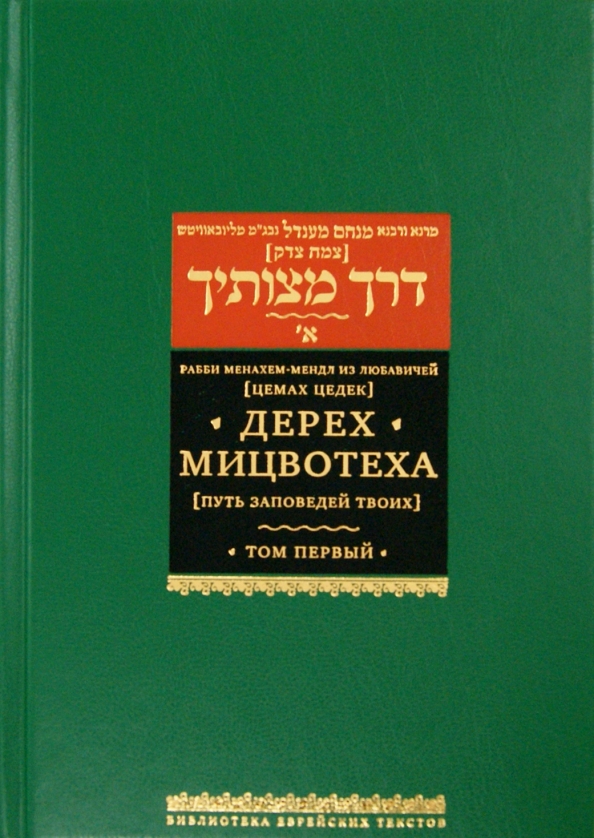 מרנא ורבנא מנחם מענדל נבג"מ מליובאוויטש
[צמח צדק]
דרך מצותיך
א'
РАББИ МЕНАХЕМ-МЕНДЛ ИЗ ЛЮБАВИЧЕЙ
[ЦЕМАХ ЦЕДЕК]
• ДЕРЕХ •
МИЦВОТЕХА
[ПУТЬ ЗАПОВЕДЕЙ ТВОИХ]
• ТОМ ПЕРВЫЙ •
БИБЛИОТЕКА ЕВРЕЙСКИХ ТЕКСТОВ